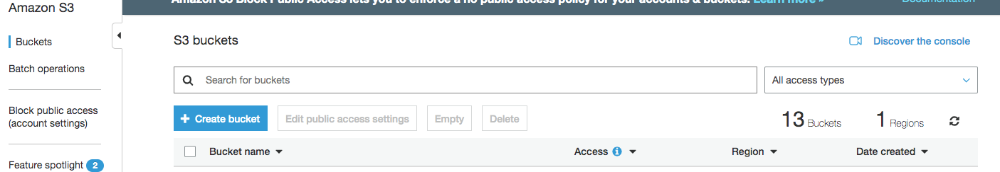 Amazon S3
Amazon S3 Block Public Access lets you to enforce a no public access policy for your accounts & buckets. Learn more »
Documentation
Buckets
Batch operations
Block public access
(account settings)
Feature spotlight 2
S3 buckets
Discover the console
Search for buckets
All access types
+ Create bucket
Edit public access settings
Empty
Delete
13 Buckets
1 Regions
Bucket name
Access
Region
Date created